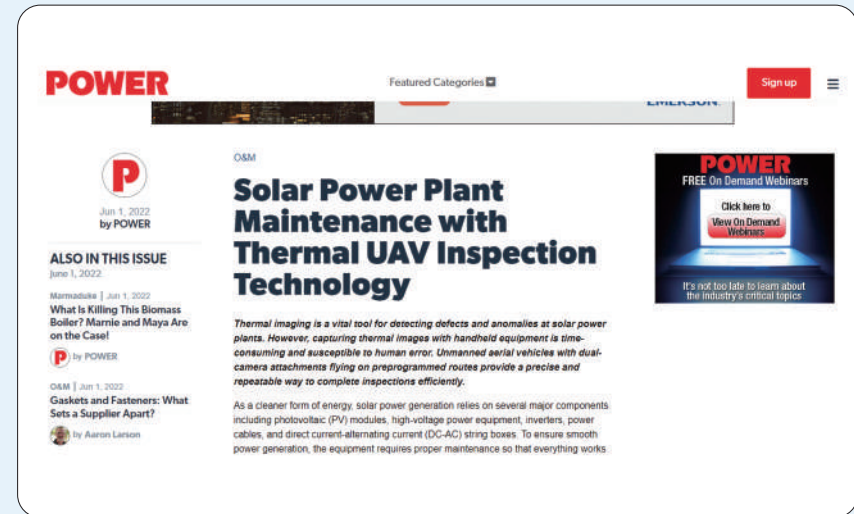 POWER
Featured Categories
Sign up
EMERSON.
P
Jun 1, 2022
by POWER
ALSO IN THIS ISSUE
June 1, 2022
Marmaduke | Jun 1, 2022
What Is Killing This Biomass
Boiler? Marnie and Maya Are
on the Case!
P by POWER
O&M | Jun 1, 2022
Gaskets and Fasteners: What
Sets a Supplier Apart?
by Aaron Larson
O&M
Solar Power Plant
Maintenance with
Thermal UAV Inspection
Technology
Thermal imaging is a vital tool for detecting defects and anomalies at solar power
plants. However, capturing thermal images with handheld equipment is time-
consuming and susceptible to human error. Unmanned aerial vehicles with dual-
camera attachments flying on preprogrammed routes provide a precise and
repeatable way to complete inspections efficiently.
As a cleaner form of energy, solar power generation relies on several major components
including photovoltaic (PV) modules, high-voltage power equipment, inverters, power
cables, and direct current-alternating current (DC-AC) string boxes. To ensure smooth
power generation, the equipment requires proper maintenance so that everything works
POWER
FREE On Demand Webinars
Click here to
View On Demand
Webinars
It's not too late to learn about
the industry's critical topics